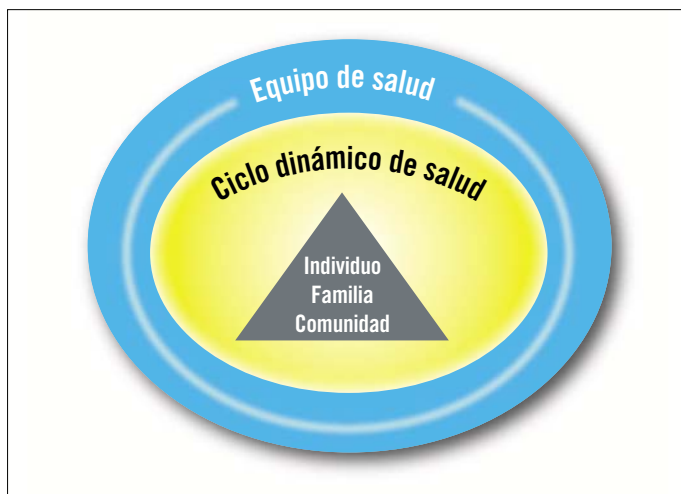 Equipo de salud
Ciclo dinámico de salud
Individuo
Familia
Comunidad